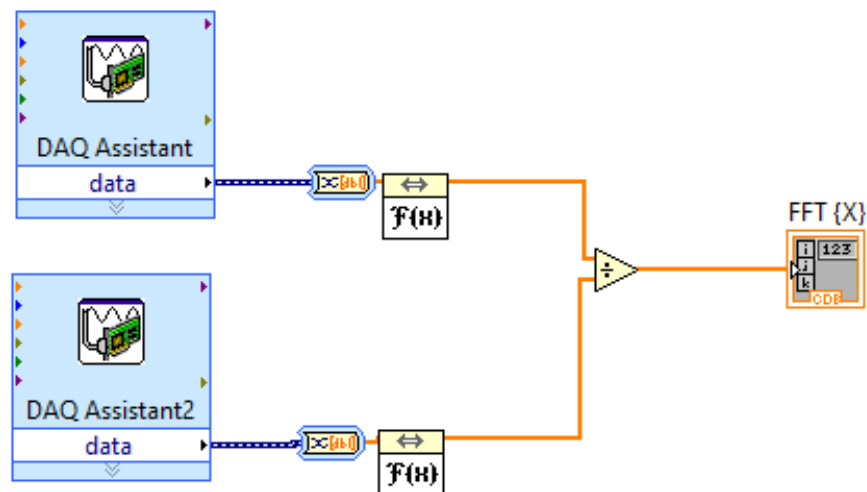 DAQ Assistant
data
ℱ(x)
FFT {X}
÷
i 123
j
k
CDB
DAQ Assistant2
data
ℱ(x)